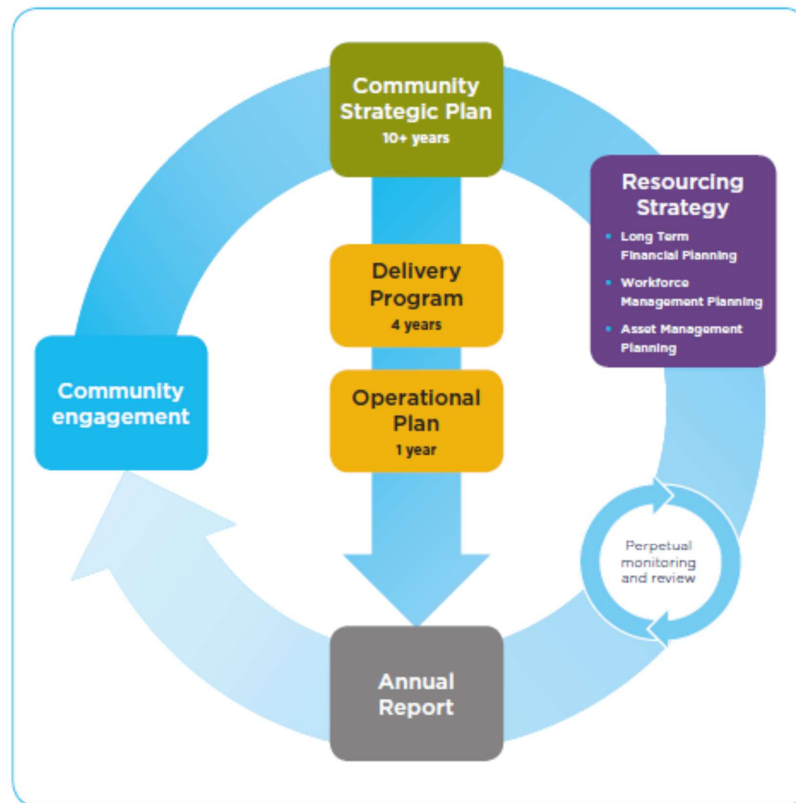 Community
Strategic Plan
10+ years
Resourcing
Strategy
• Long Term
Financial Planning
• Workforce
Management Planning
• Asset Management
Planning
Delivery
Program
4 years
Community
engagement
Operational
Plan
1 year
Perpetual
monitoring
and review
Annual
Report